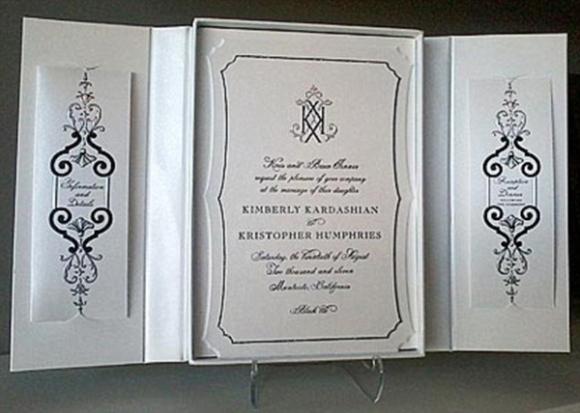 Information
and
Details
Kris and Bruce Jenner
request the pleasure of your company
at the marriage of their daughter
KIMBERLY KARDASHIAN
TO
KRISTOPHER HUMPHRIES
Saturday, the twentieth of August
Two thousand and eleven
Montecito, California
Black tie
Reception
and
Dinner